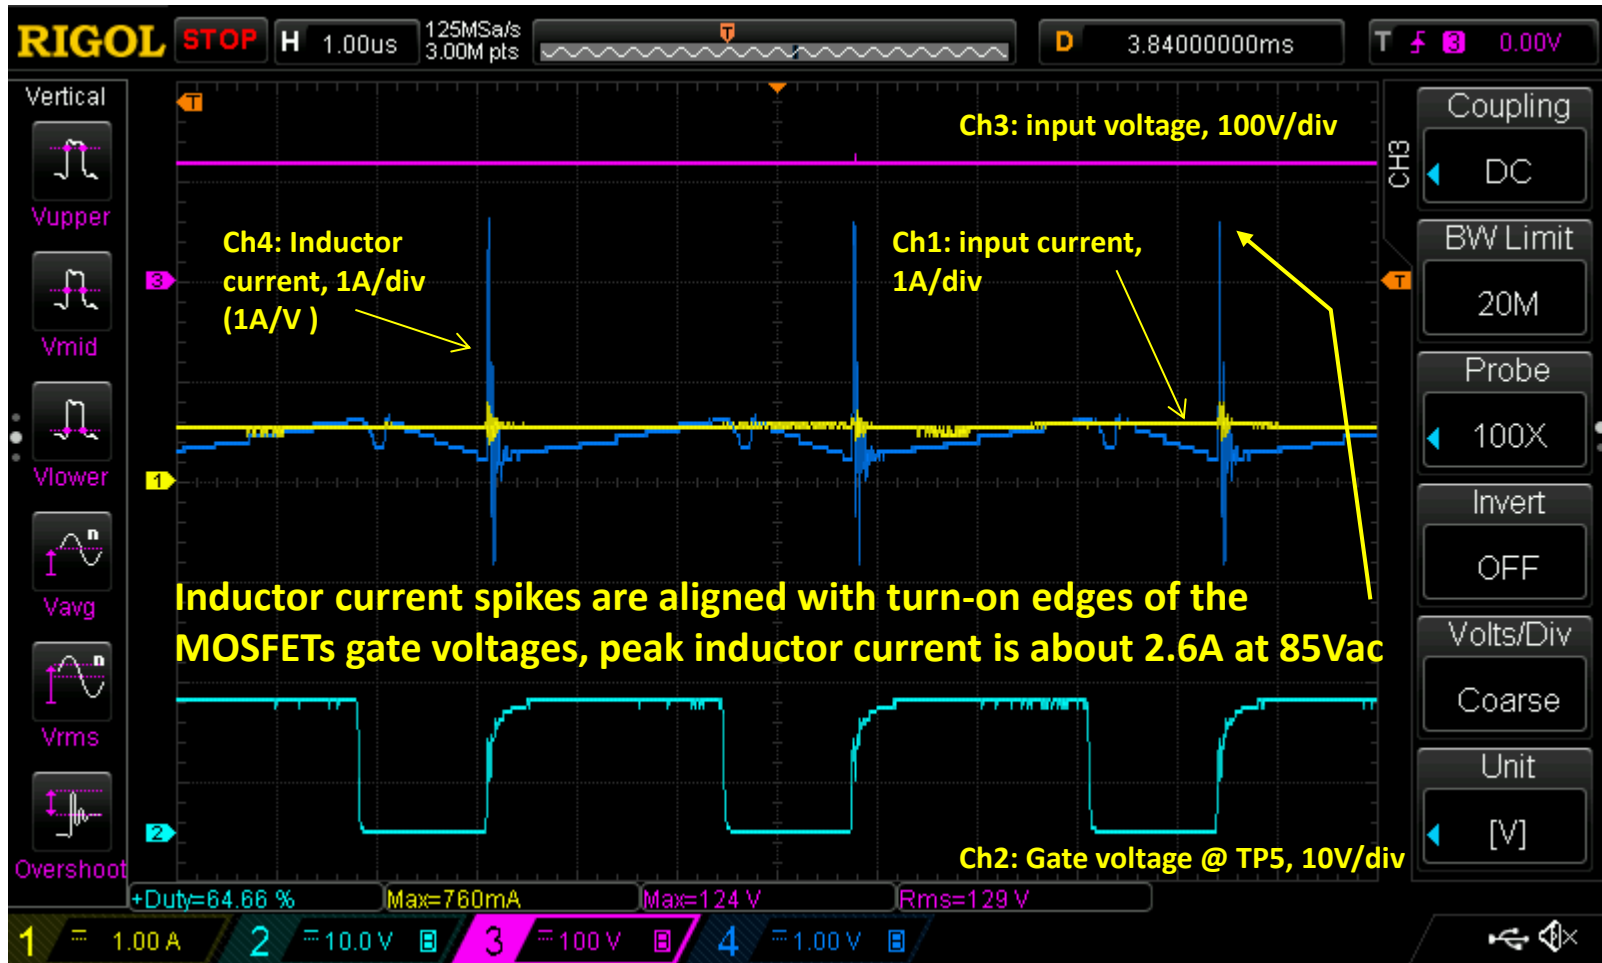 RIGOL STOP H 1.00us 125MSa/s D 3.84000000ms T 3 0.00V
3.00M pts
T
Vertical
Vupper
Vmid
Vlower
Vavg
n
Vrms
n
Overshoot
T
Ch3: input voltage, 100V/div
Ch4: Inductor
current, 1A/div
(1A/V )
Ch1: input current,
1A/div
3
T
1
Inductor current spikes are aligned with turn-on edges of the
MOSFETs gate voltages, peak inductor current is about 2.6A at 85Vac
2
Ch2: Gate voltage @ TP5, 10V/div
CH3
Coupling
DC
BW Limit
20M
Probe
100X
Invert
OFF
Volts/Div
Coarse
Unit
[V]
+Duty=64.66 % Max=760mA Max=124 V Rms=129 V
1 1.00 A 2 10.0 V B 3 100 V B 4 1.00 V B